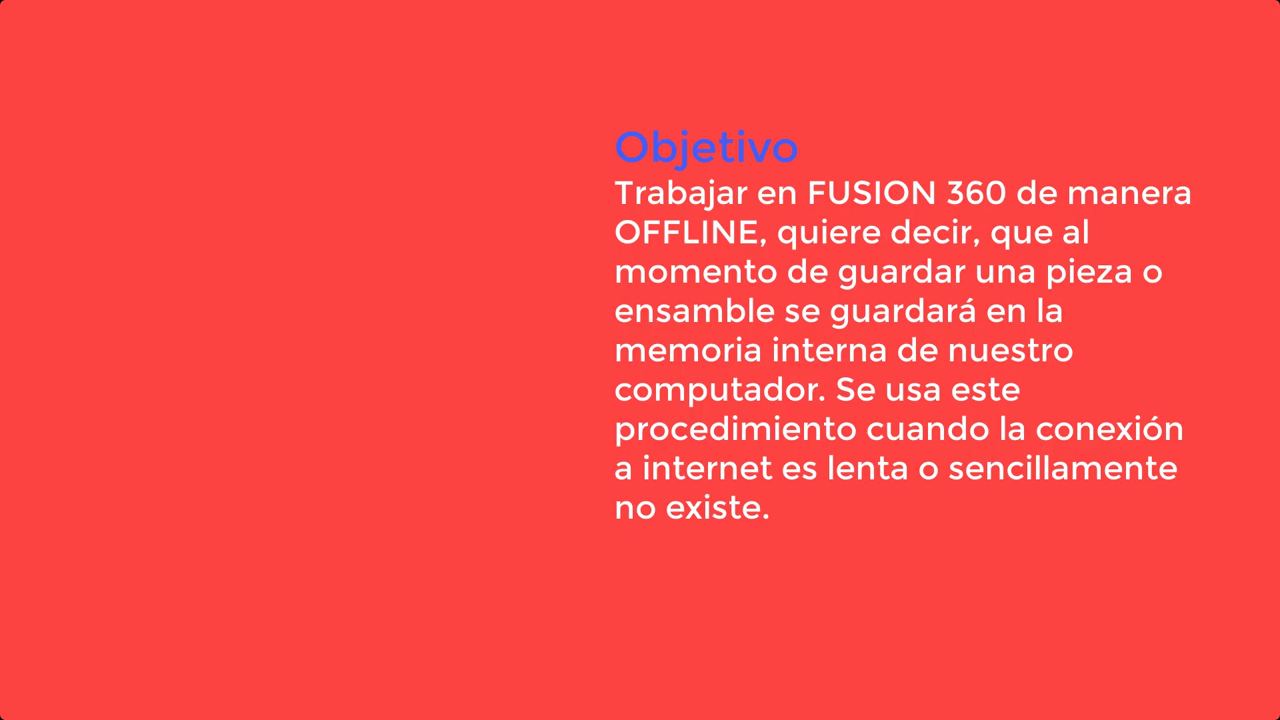 Objetivo
Trabajar en FUSION 360 de manera
OFFLINE, quiere decir, que al
momento de guardar una pieza o
ensamble se guardará en la
memoria interna de nuestro
computador. Se usa este
procedimiento cuando la conexión
a internet es lenta o sencillamente
no existe.